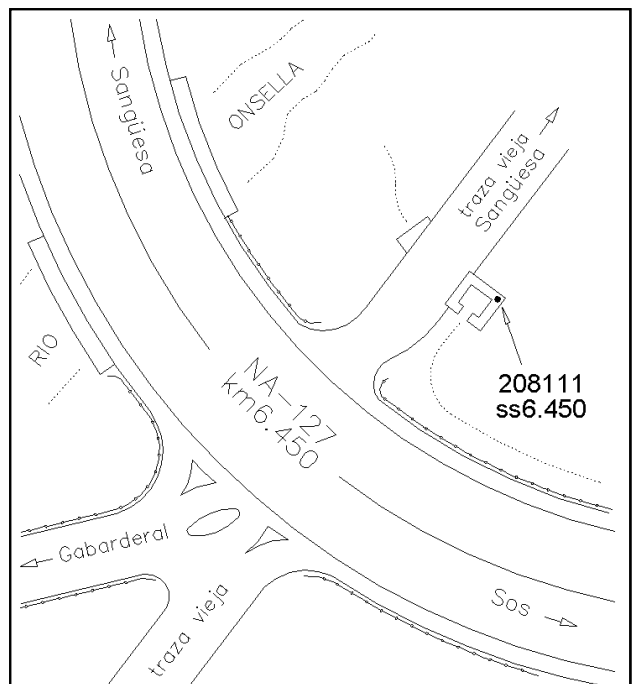 Sangüesa
ONSELLA
traza vieja
Sangüesa
RIO
NA-127
km6.450
208111
ss6.450
Gabarderal
Sos
traza vieja